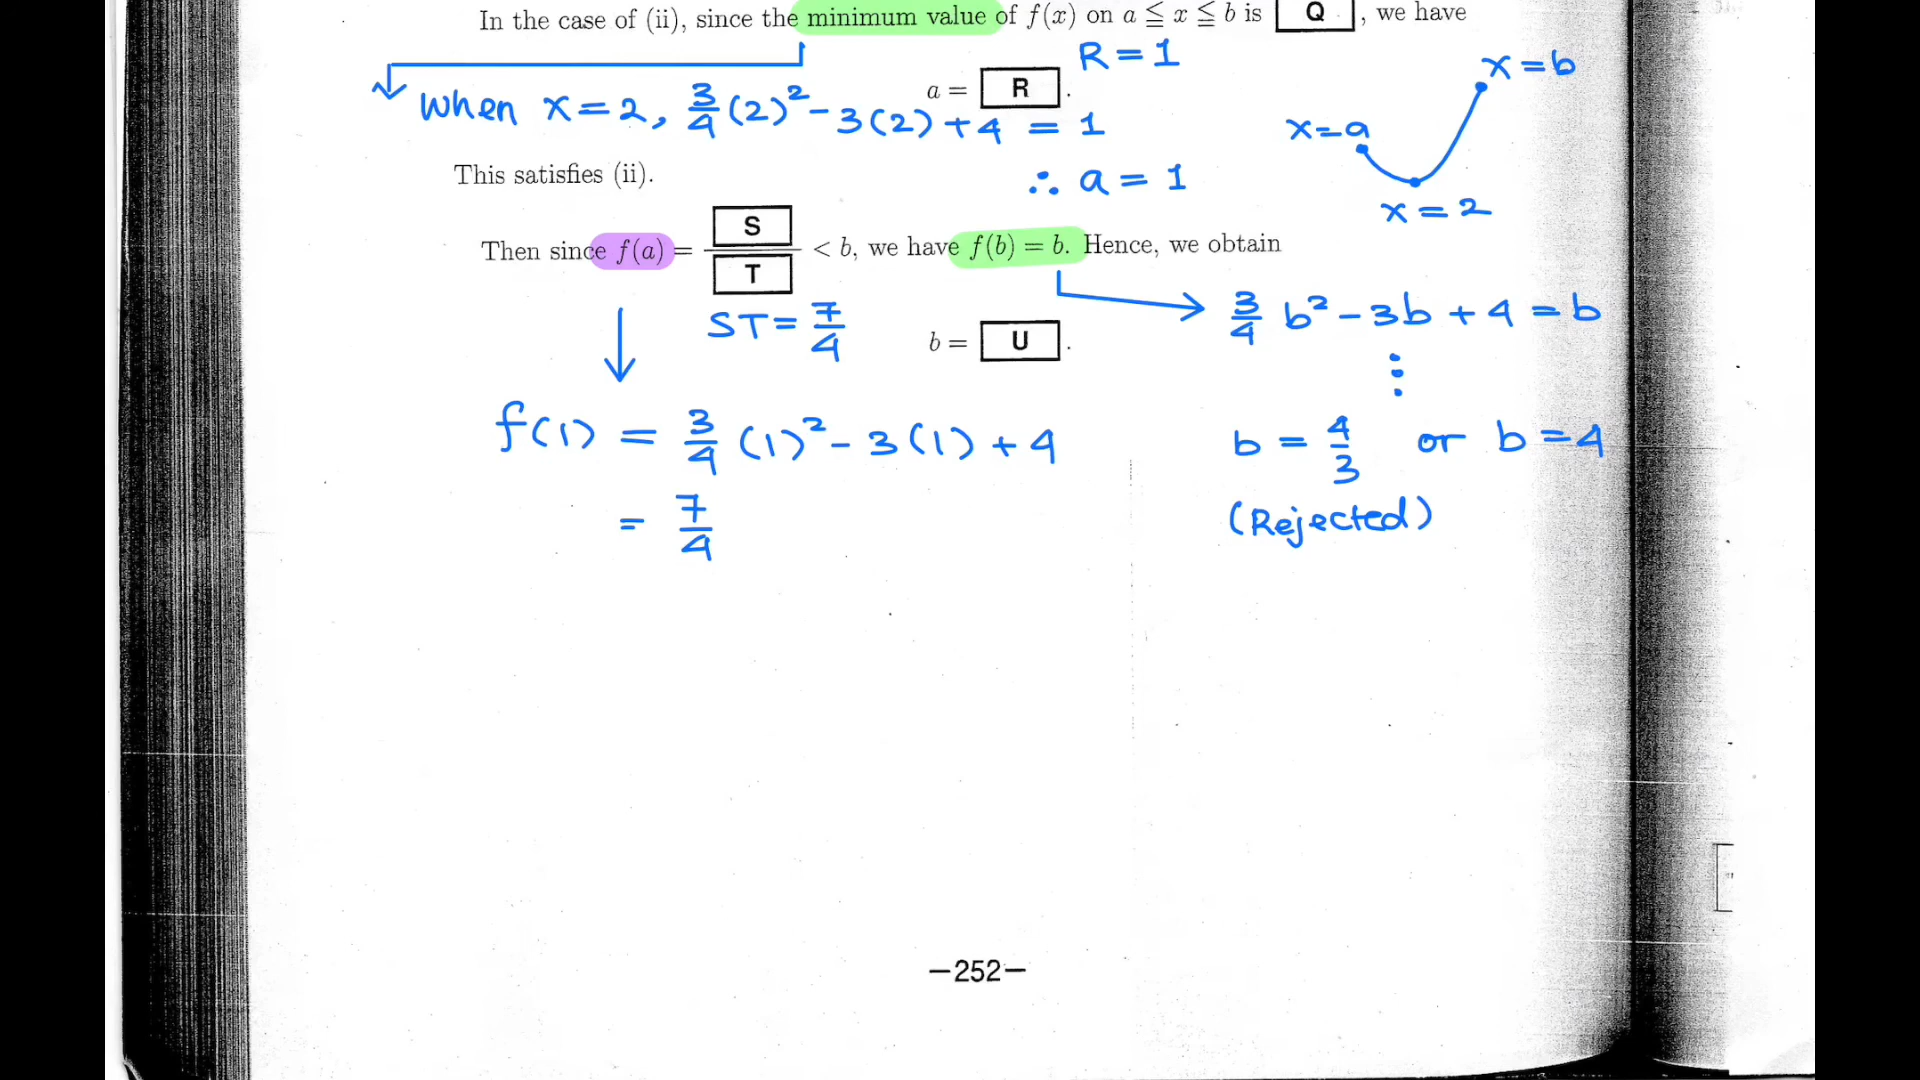 In the case of (ii), since the minimum value of f(x) on a ≦ x ≦ b is Q , we have
R = 1
a = R .
x = b
When x = 2, 3/4 (2)² - 3(2) + 4 = 1
x = a
This satisfies (ii).
∴ a = 1
x = 2
Then since f(a) = S/T < b, we have f(b) = b. Hence, we obtain
ST = 7/4
3/4 b² - 3b + 4 = b
b = U .
⋮
f(1) = 3/4 (1)² - 3(1) + 4
b = 4/3 or b = 4
= 7/4
(Rejected)
—252—